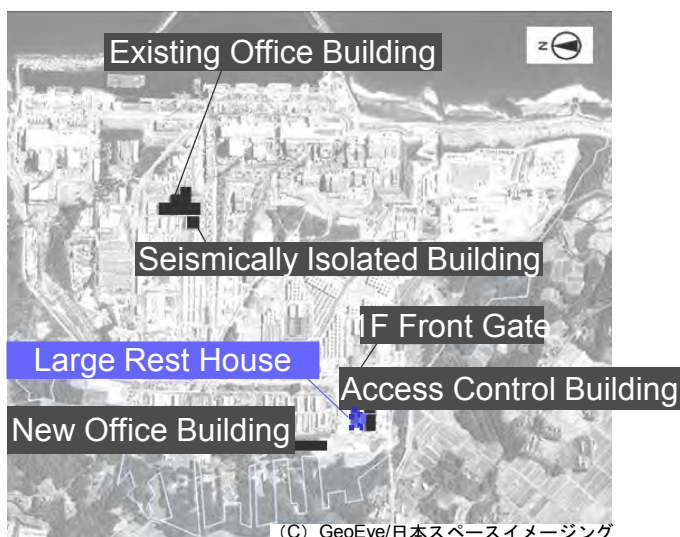 Existing Office Building
N
Seismically Isolated Building
1F Front Gate
Large Rest House
Access Control Building
New Office Building
（C）GeoEye/日本スペースイメージング